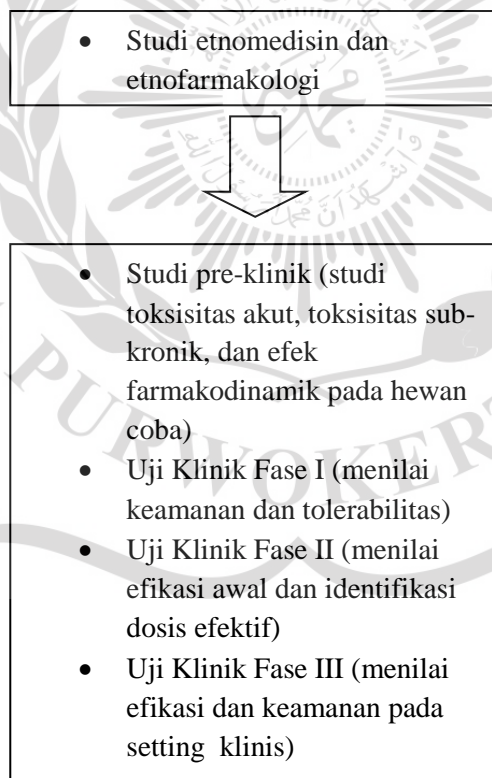 • Studi etnomedisin dan
etnofarmakologi
• Studi pre-klinik (studi
toksisitas akut, toksisitas sub-
kronik, dan efek
farmakodinamik pada hewan
coba)
• Uji Klinik Fase I (menilai
keamanan dan tolerabilitas)
• Uji Klinik Fase II (menilai
efikasi awal dan identifikasi
dosis efektif)
• Uji Klinik Fase III (menilai
efikasi dan keamanan pada
setting klinis)